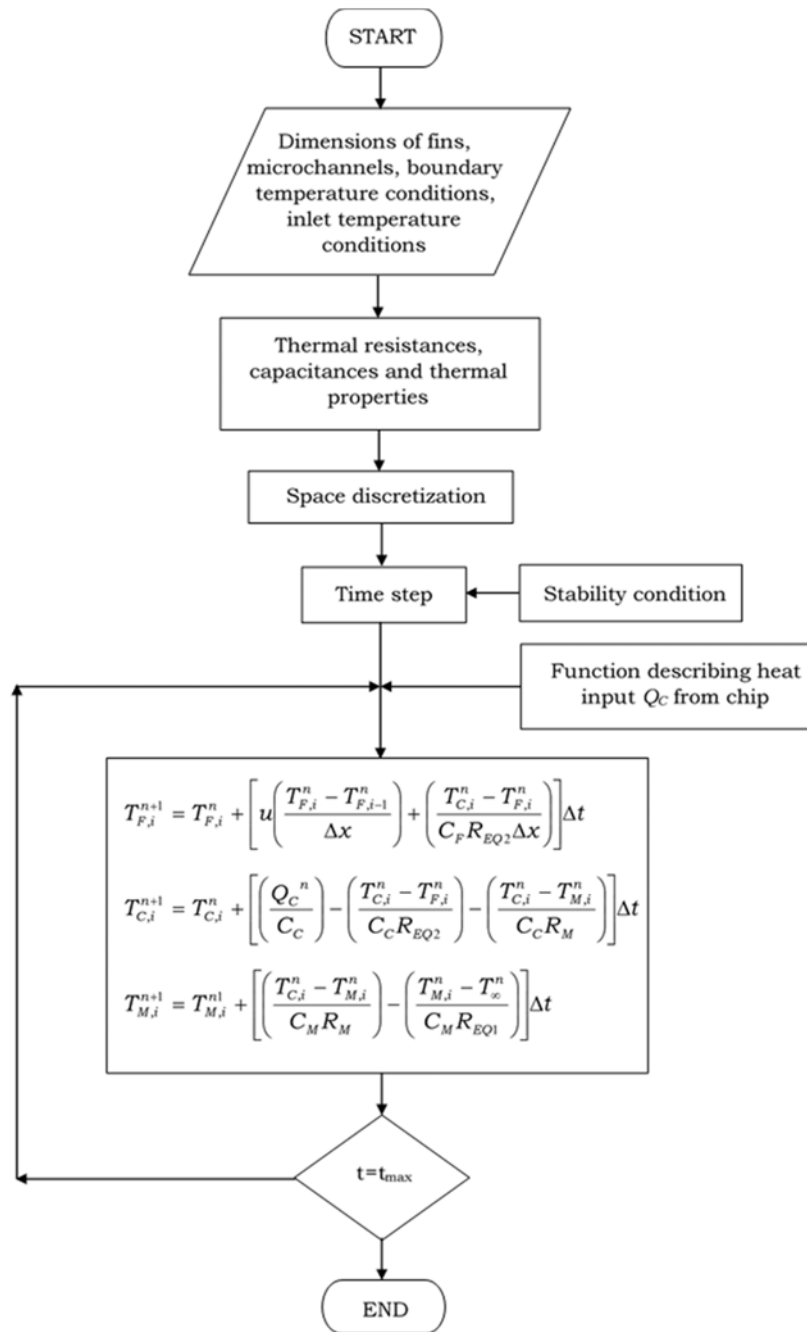 START
Dimensions of fins,
microchannels, boundary
temperature conditions,
inlet temperature
conditions
Thermal resistances,
capacitances and thermal
properties
Space discretization
Time step
Stability condition
Function describing heat
input Q_C from chip
T_{F,i}^{n+1} = T_{F,i}^{n} + [u((T_{F,i}^{n} − T_{F,i−1}^{n})/Δx) + ((T_{C,i}^{n} − T_{F,i}^{n})/(C_F R_{EQ2} Δx))]Δt
T_{C,i}^{n+1} = T_{C,i}^{n} + [(Q_C^{n}/C_C) − ((T_{C,i}^{n} − T_{F,i}^{n})/(C_C R_{EQ2})) − ((T_{C,i}^{n} − T_{M,i}^{n})/(C_C R_M))]Δt
T_{M,i}^{n+1} = T_{M,i}^{n1} + [((T_{C,i}^{n} − T_{M,i}^{n})/(C_M R_M)) − ((T_{M,i}^{n} − T_∞^{n})/(C_M R_{EQ1}))]Δt
t=t_{max}
END